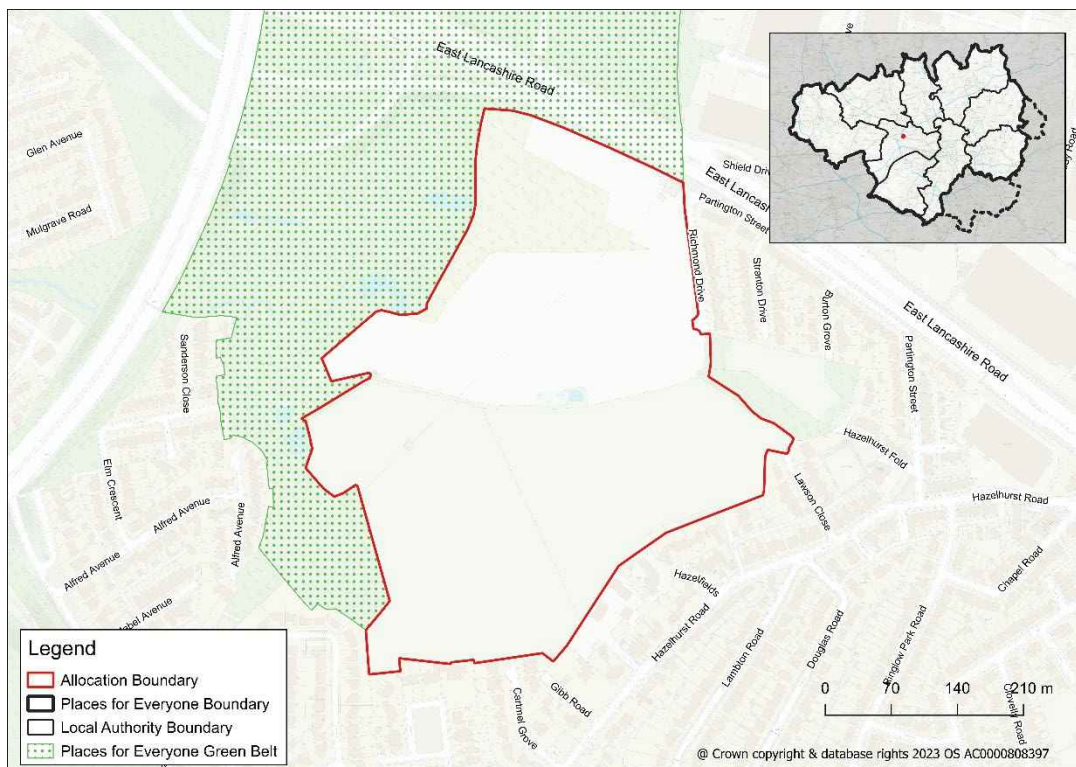 East Lancashire Road
Glen Avenue
Mulgrave Road
Shield Drive
East Lancashire
Partington Street
Richmond Drive
Stranton Drive
Burton Grove
East Lancashire Road
Partington Street
Sanderson Close
Elm Crescent
Alfred Avenue
Alfred Avenue
Alfred Avenue
Hazelhurst Fold
Lawson Close
Hazelhurst Road
Hazelfields
Hazelhurst Road
Lambton Road
Douglas Road
Ringlow Park Road
Chapel Road
Clovelly Road
Gibb Road
Cartmel Grove
Legend
Allocation Boundary
Places for Everyone Boundary
Local Authority Boundary
Places for Everyone Green Belt
0 70 140 210 m
@ Crown copyright & database rights 2023 OS AC0000808397